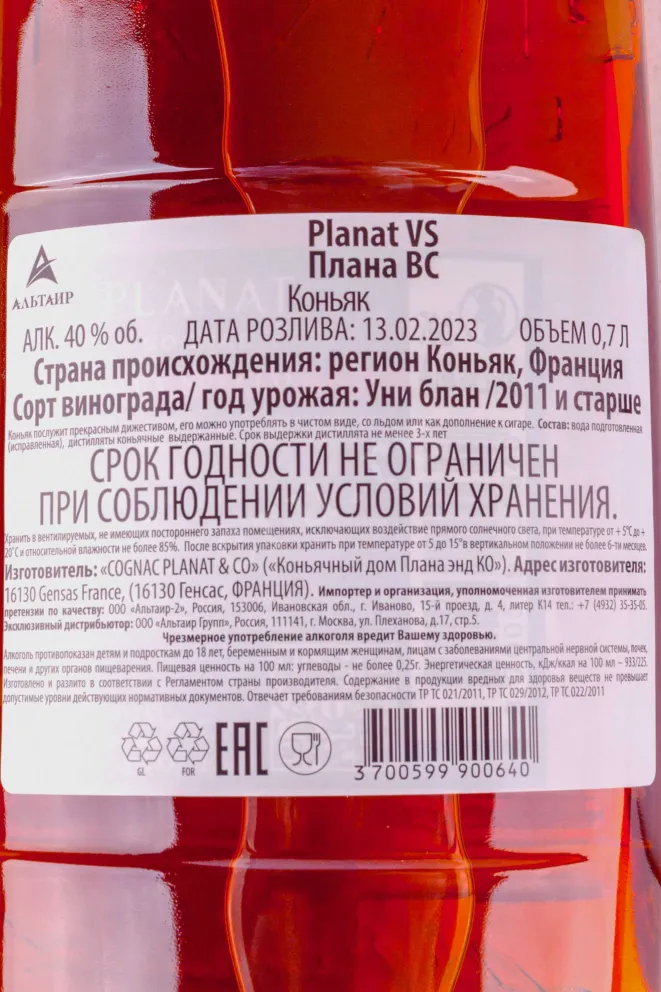 Planat VS
Плана ВС
АЛЬТАИР
Коньяк
АЛК. 40 % об. ДАТА РОЗЛИВА: 13.02.2023 ОБЪЕМ 0,7 Л
Страна происхождения: регион Коньяк, Франция
Сорт винограда/ год урожая: Уни блан /2011 и старше
Коньяк послужит прекрасным дижестивом, его можно употреблять в чистом виде, со льдом или как дополнение к сигаре. Состав: вода подготовленная
(исправленная), дистилляты коньячные выдержанные. Срок выдержки дистиллята не менее 3-х лет
СРОК ГОДНОСТИ НЕ ОГРАНИЧЕН
ПРИ СОБЛЮДЕНИИ УСЛОВИЙ ХРАНЕНИЯ.
Хранить в вентилируемых, не имеющих постороннего запаха помещениях, исключающих воздействие прямого солнечного света, при температуре от + 5°С до +
20°С и относительной влажности не более 85%. После вскрытия упаковки хранить при температуре от 5 до 15°в вертикальном положении не более 6-ти месяцев.
Изготовитель: «COGNAC PLANAT & CO» («Коньячный дом Плана энд КО»). Адрес изготовителя:
16130 Gensas France, (16130 Генсас, ФРАНЦИЯ). Импортер и организация, уполномоченная изготовителем принимать
претензии по качеству: ООО «Альтаир-2», Россия, 153006, Ивановская обл., г. Иваново, 15-й проезд, д. 4, литер К14 тел.: +7 (4932) 35-35-05.
Эксклюзивный дистрибьютор: ООО «Альтаир Групп», Россия, 111141, г. Москва, ул. Плеханова, д.17, стр.5.
Чрезмерное употребление алкоголя вредит Вашему здоровью.
Алкоголь противопоказан детям и подросткам до 18 лет, беременным и кормящим женщинам, лицам с заболеваниями центральной нервной системы, почек,
печени и других органов пищеварения. Пищевая ценность на 100 мл: углеводы - не более 0,25г. Энергетическая ценность, кДж/ккал на 100 мл – 933/225.
Изготовлено и разлито в соответствии с Регламентом страны производителя. Содержание в продукции вредных для здоровья веществ не превышает
допустимые уровни действующих нормативных документов. Отвечает требованиям безопасности ТР ТС 021/2011, ТР ТС 029/2012, ТР ТС 022/2011
GL FOR EAC
3 700599 900640